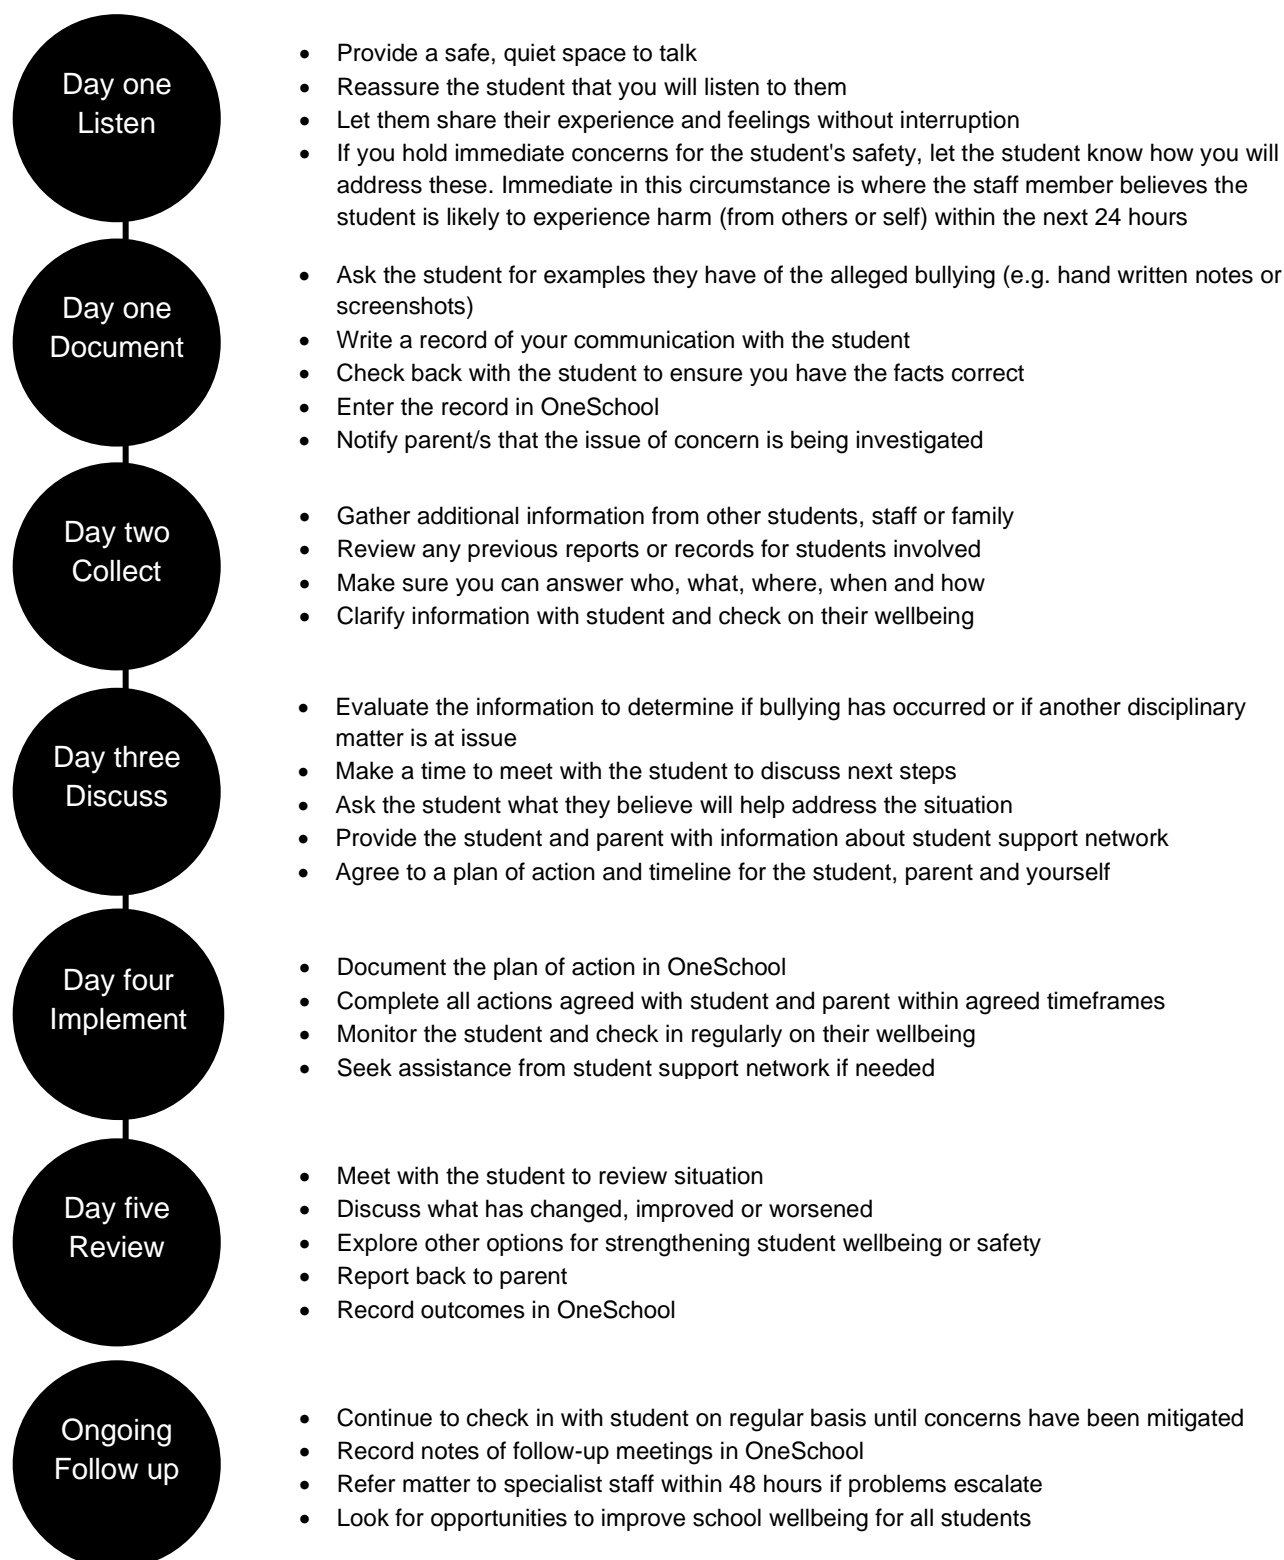 Day one
Listen
• Provide a safe, quiet space to talk
• Reassure the student that you will listen to them
• Let them share their experience and feelings without interruption
• If you hold immediate concerns for the student's safety, let the student know how you will
address these. Immediate in this circumstance is where the staff member believes the
student is likely to experience harm (from others or self) within the next 24 hours
Day one
Document
• Ask the student for examples they have of the alleged bullying (e.g. hand written notes or
screenshots)
• Write a record of your communication with the student
• Check back with the student to ensure you have the facts correct
• Enter the record in OneSchool
• Notify parent/s that the issue of concern is being investigated
Day two
Collect
• Gather additional information from other students, staff or family
• Review any previous reports or records for students involved
• Make sure you can answer who, what, where, when and how
• Clarify information with student and check on their wellbeing
Day three
Discuss
• Evaluate the information to determine if bullying has occurred or if another disciplinary
matter is at issue
• Make a time to meet with the student to discuss next steps
• Ask the student what they believe will help address the situation
• Provide the student and parent with information about student support network
• Agree to a plan of action and timeline for the student, parent and yourself
Day four
Implement
• Document the plan of action in OneSchool
• Complete all actions agreed with student and parent within agreed timeframes
• Monitor the student and check in regularly on their wellbeing
• Seek assistance from student support network if needed
Day five
Review
• Meet with the student to review situation
• Discuss what has changed, improved or worsened
• Explore other options for strengthening student wellbeing or safety
• Report back to parent
• Record outcomes in OneSchool
Ongoing
Follow up
• Continue to check in with student on regular basis until concerns have been mitigated
• Record notes of follow-up meetings in OneSchool
• Refer matter to specialist staff within 48 hours if problems escalate
• Look for opportunities to improve school wellbeing for all students